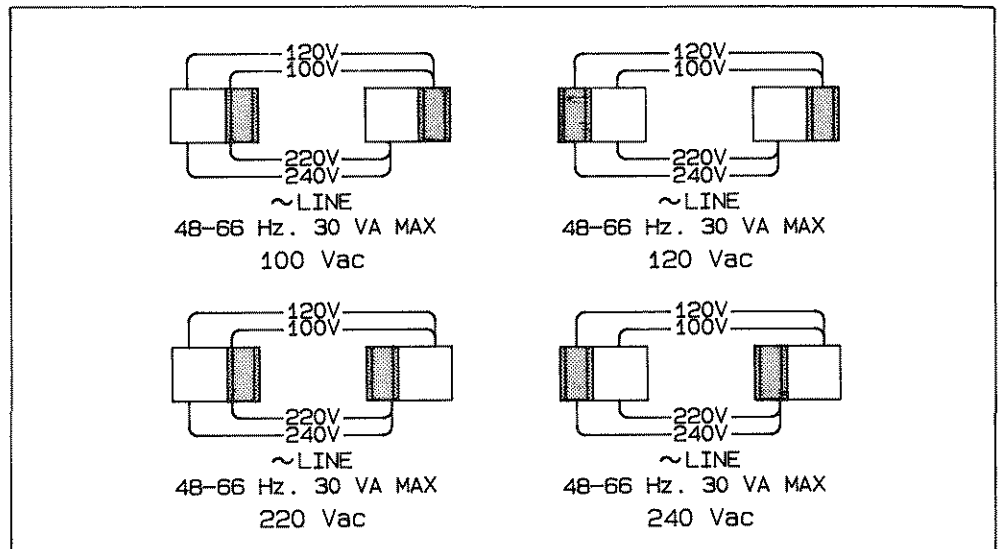 120V
100V
220V
240V
~LINE
48-66 Hz. 30 VA MAX
100 Vac
120V
100V
220V
240V
~LINE
48-66 Hz. 30 VA MAX
120 Vac
120V
100V
220V
240V
~LINE
48-66 Hz. 30 VA MAX
220 Vac
120V
100V
220V
240V
~LINE
48-66 Hz. 30 VA MAX
240 Vac